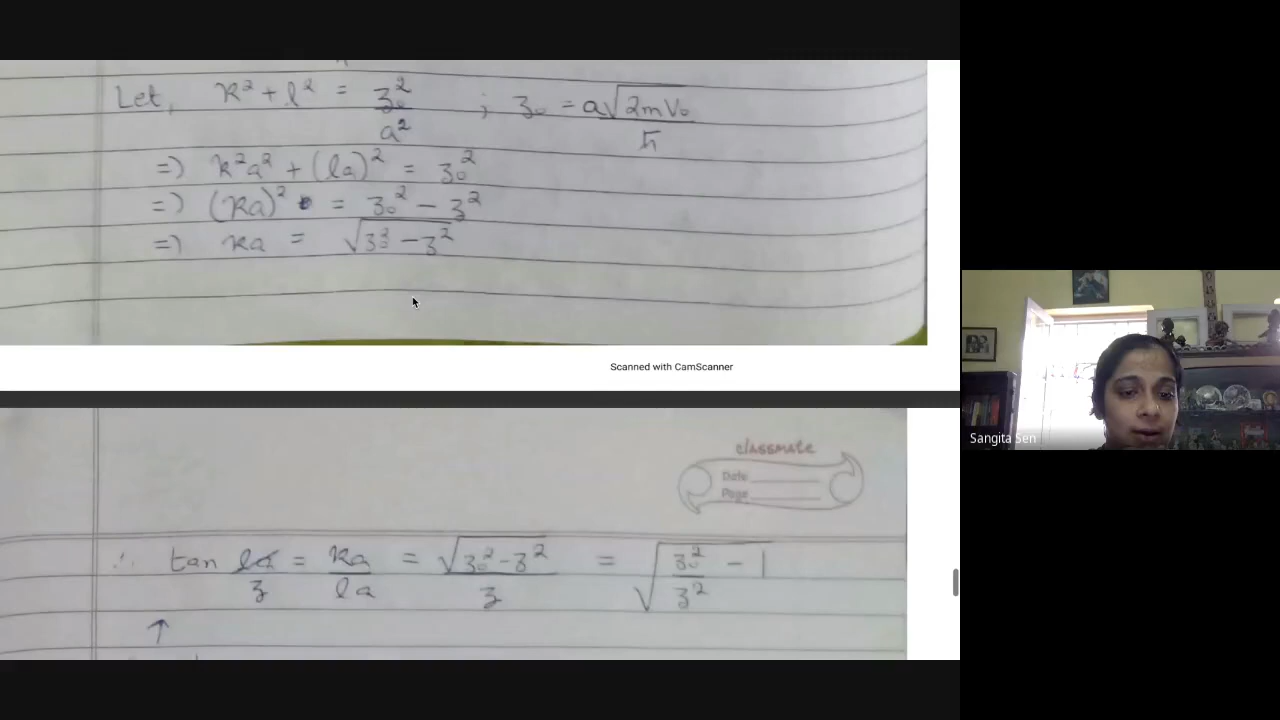 Let, k² + l² = z₀²/a² ; z₀ = a√(2mV₀)/ħ
=) k²a² + (la)² = z₀²
=) (ka)² = z₀² − z²
=) ka = √(z₀² − z²)
Scanned with CamScanner
classmate
Date
Page
∴ tan la z = ka/la = √(z₀² − z²)/z = √(z₀²/z² − 1)
↑
Sangita Sen